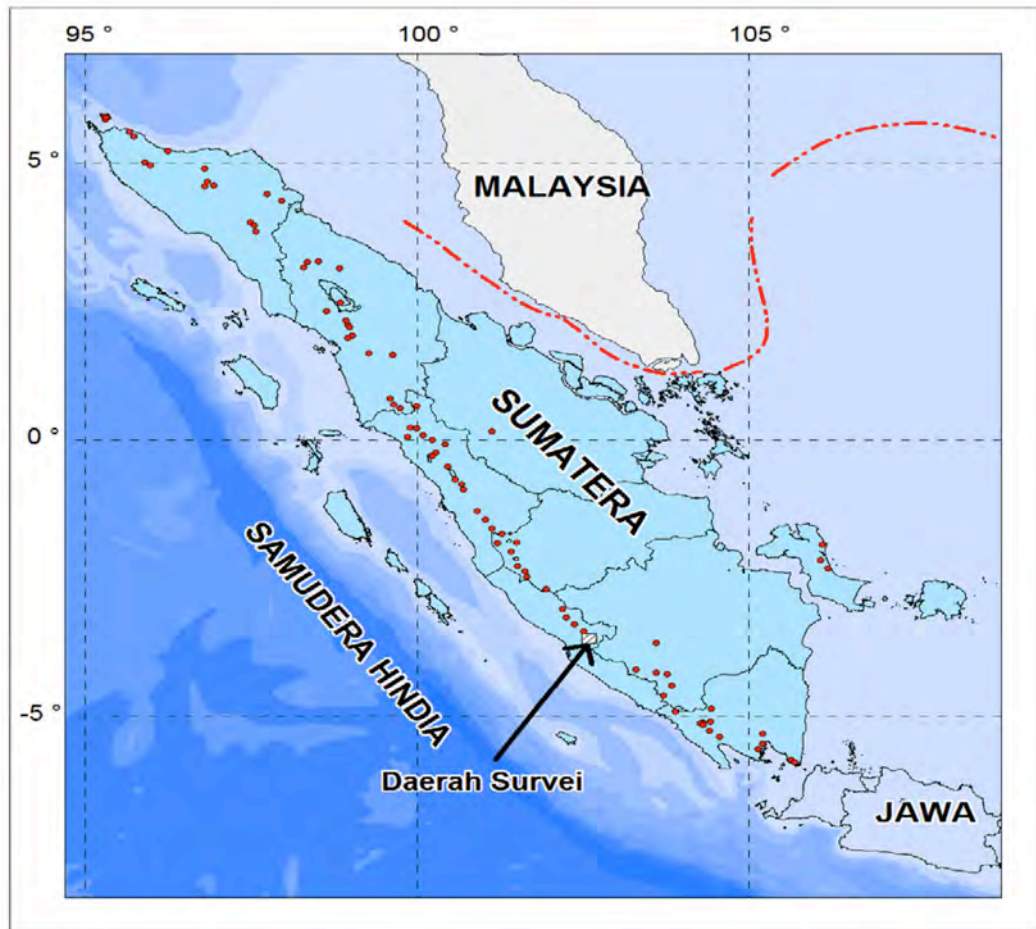 95 °
100 °
105 °
5 °
MALAYSIA
0 °
SUMATERA
SAMUDERA HINDIA
-5 °
Daerah Survei
JAWA